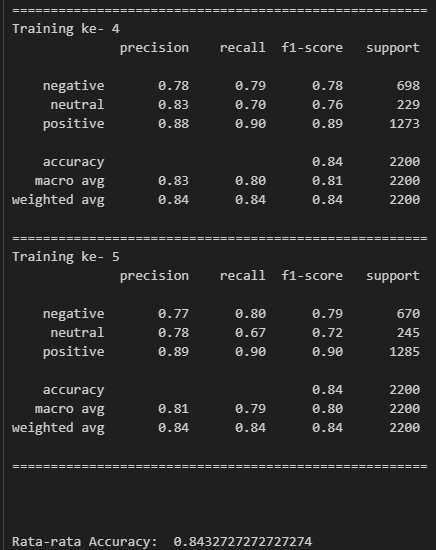 ======================================================
Training ke- 4
precision recall f1-score support
negative 0.78 0.79 0.78 698
neutral 0.83 0.70 0.76 229
positive 0.88 0.90 0.89 1273
accuracy 0.84 2200
macro avg 0.83 0.80 0.81 2200
weighted avg 0.84 0.84 0.84 2200
======================================================
Training ke- 5
precision recall f1-score support
negative 0.77 0.80 0.79 670
neutral 0.78 0.67 0.72 245
positive 0.89 0.90 0.90 1285
accuracy 0.84 2200
macro avg 0.81 0.79 0.80 2200
weighted avg 0.84 0.84 0.84 2200
======================================================
Rata-rata Accuracy: 0.8432727272727274